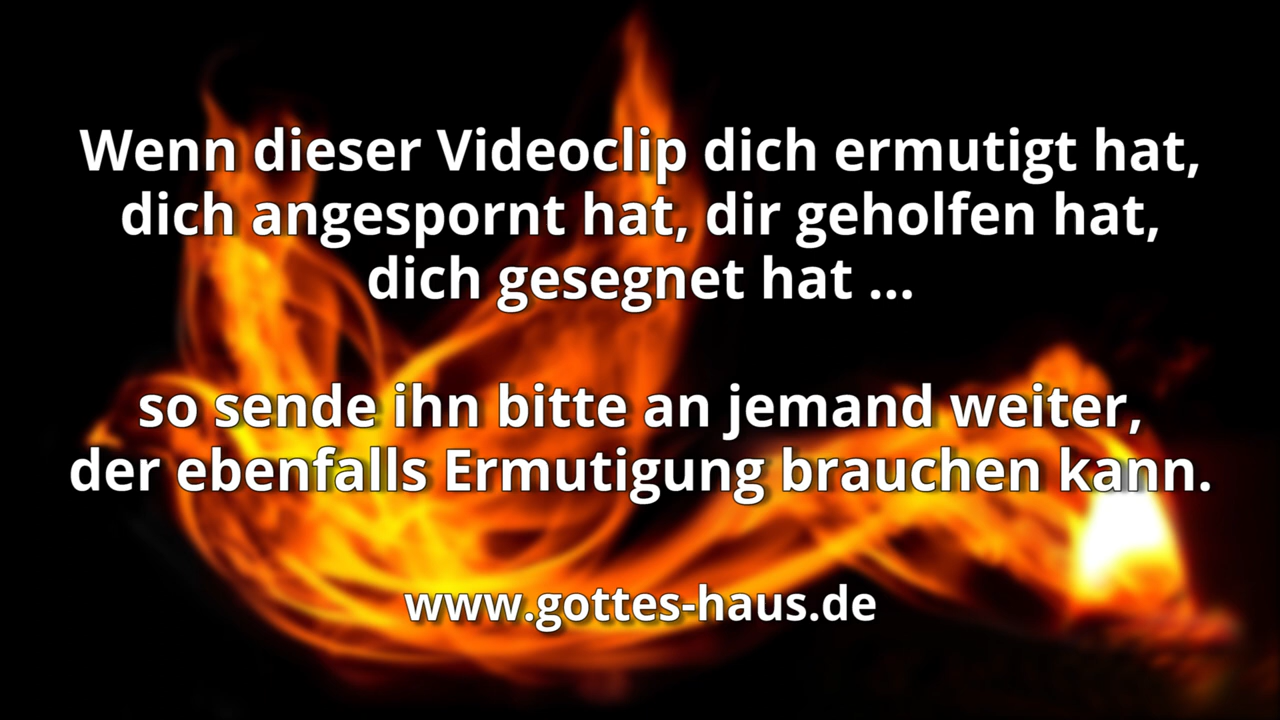 Wenn dieser Videoclip dich ermutigt hat,
dich angespornt hat, dir geholfen hat,
dich gesegnet hat ...
so sende ihn bitte an jemand weiter,
der ebenfalls Ermutigung brauchen kann.
www.gottes-haus.de